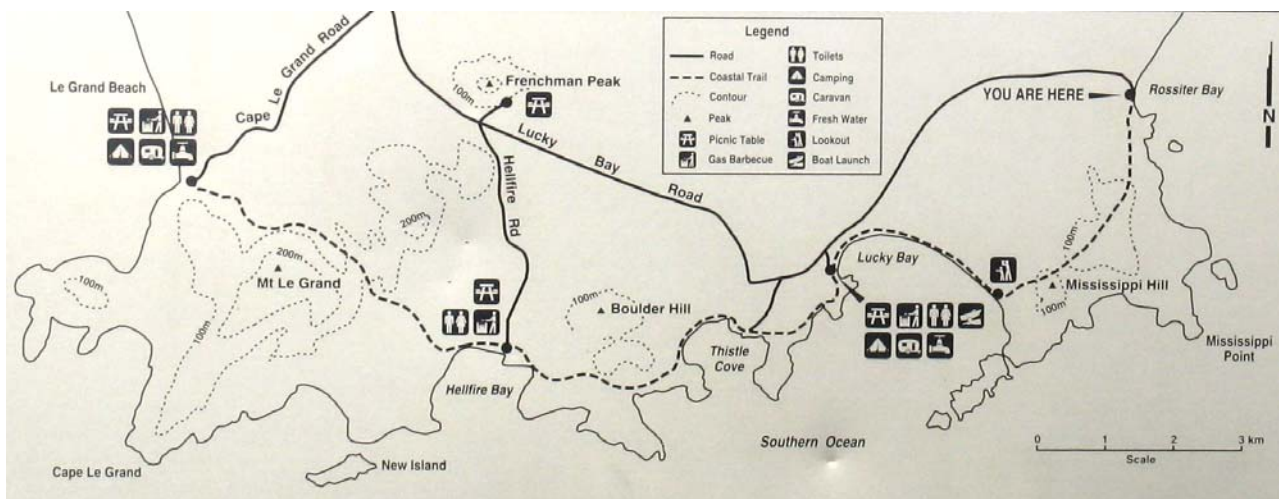 Legend
Road
Coastal Trail
Contour
Peak
Picnic Table
Gas Barbecue
Toilets
Camping
Caravan
Fresh Water
Lookout
Boat Launch
Le Grand Beach
Cape Le Grand Road
100m
Frenchman Peak
Lucky Bay Road
Hellfire Rd
YOU ARE HERE
Rossiter Bay
N
200m
200m
Mt Le Grand
100m
100m
100m
Boulder Hill
Lucky Bay
100m
Mississippi Hill
100m
Thistle
Cove
Hellfire Bay
Mississippi
Point
Southern Ocean
New Island
Cape Le Grand
0 1 2 3 km
Scale